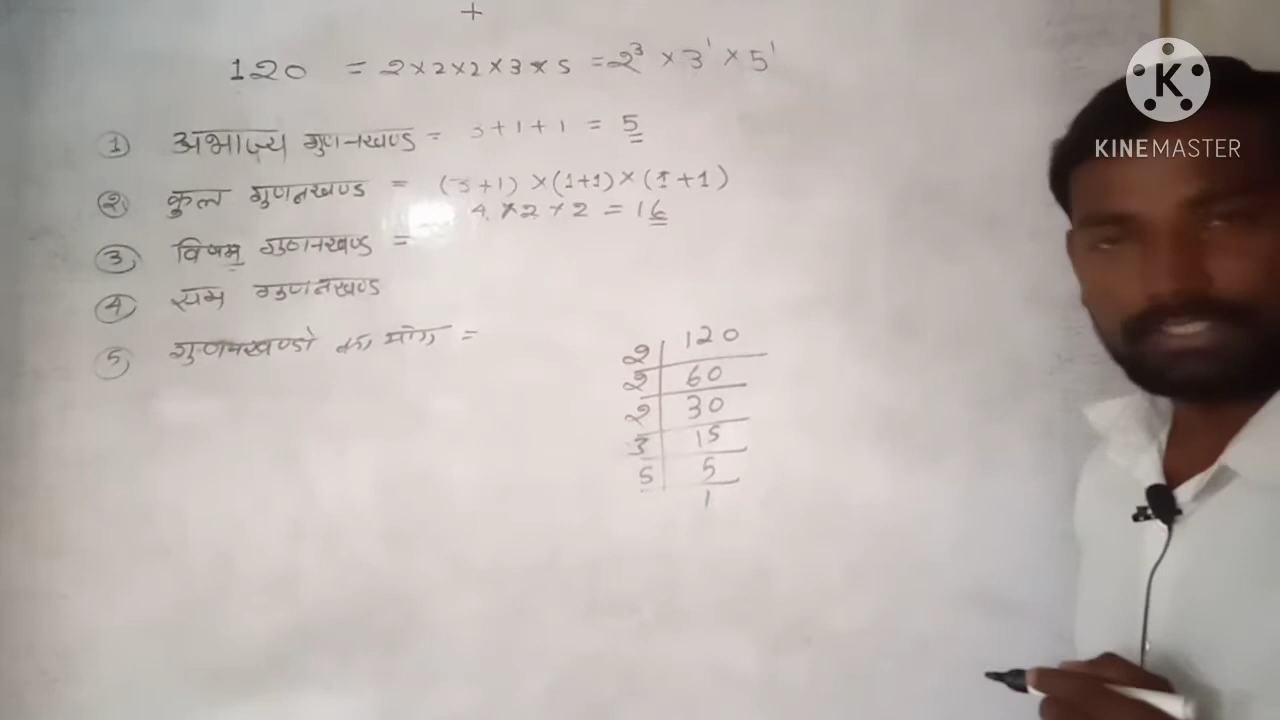 +
120 = 2×2×2×3×5 = 2³ × 3¹ × 5¹
① अभाज्य गुणनखण्ड = 3+1+1 = 5
② कुल गुणनखण्ड = (3+1) ×(1+1)×(1+1)
4 × 2 × 2 = 16
③ विषम गुणनखण्ड =
④ सम गुणनखण्ड
⑤ गुणनखण्डो का योग =
2 | 120
2 | 60
2 | 30
3 | 15
5 | 5
1
K
KINEMASTER